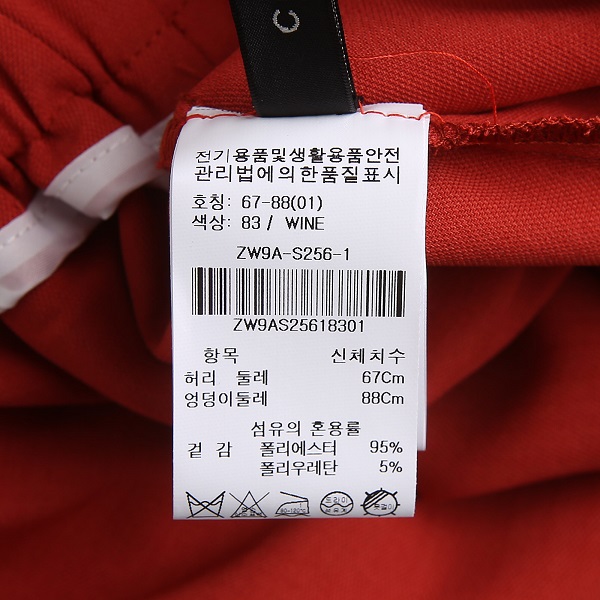 C
전기용품및생활용품안전
관리법에의한품질표시
호칭: 67-88(01)
색상: 83 / WINE
ZW9A-S256-1
ZW9AS25618301
항목 신체치수
허리 둘레 67Cm
엉덩이둘레 88Cm
섬유의 혼용률
겉 감 폴리에스터 95%
폴리우레탄 5%
드라이